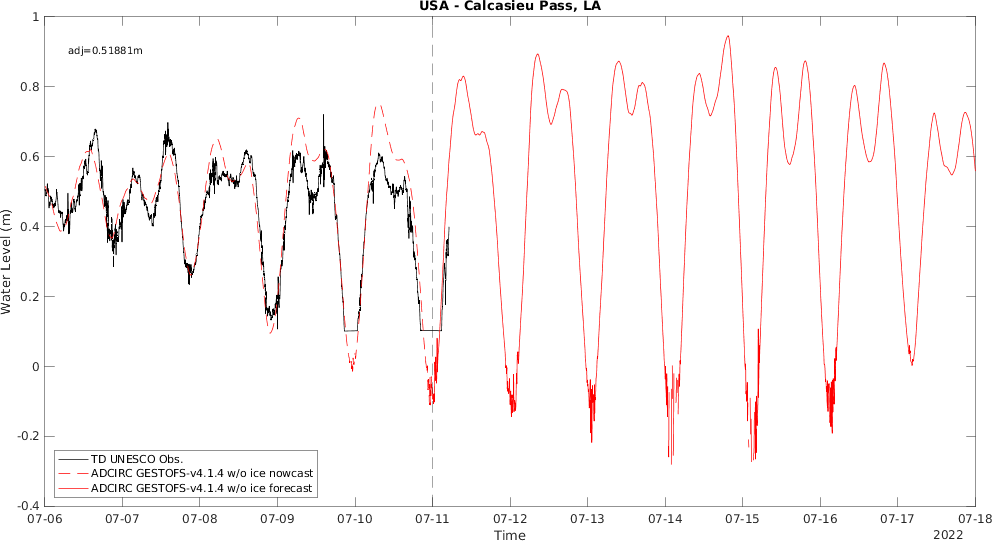 USA - Calcasieu Pass, LA
adj=0.51881m
1
0.8
0.6
0.4
0.2
0
-0.2
-0.4
Water Level (m)
TD UNESCO Obs.
ADCIRC GESTOFS-v4.1.4 w/o ice nowcast
ADCIRC GESTOFS-v4.1.4 w/o ice forecast
07-06 07-07 07-08 07-09 07-10 07-11 07-12 07-13 07-14 07-15 07-16 07-17 07-18
Time
2022